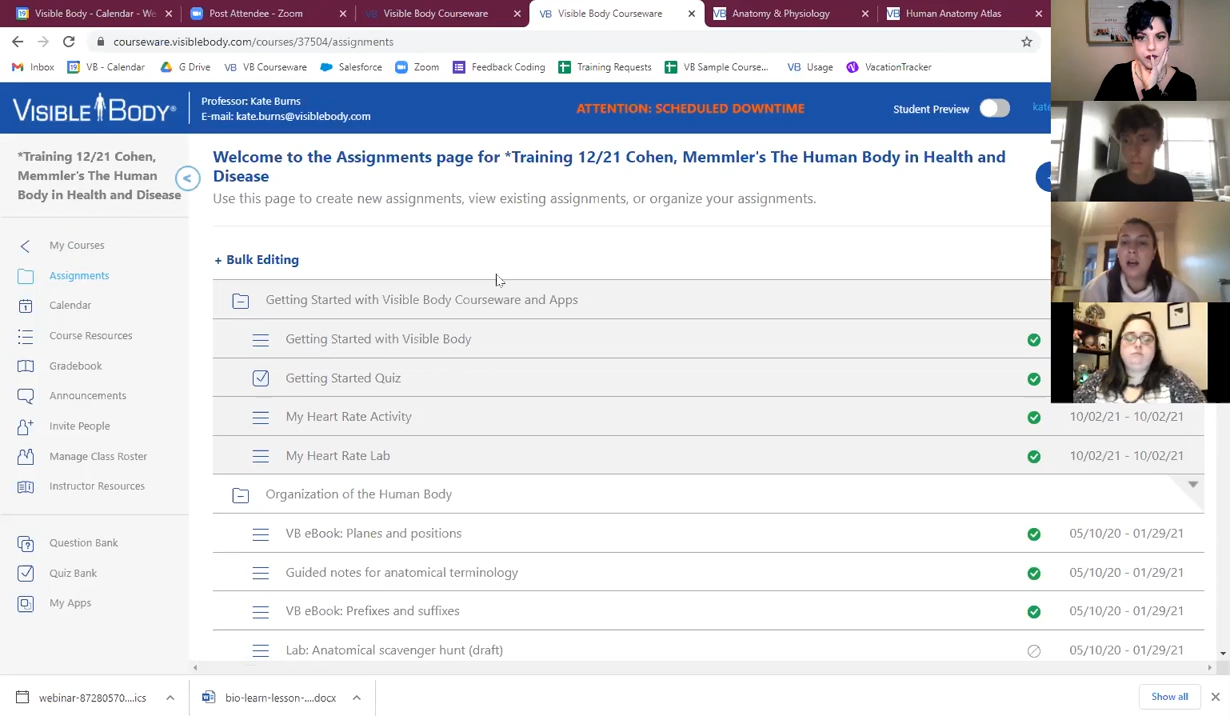 Visible Body - Calendar - We
Post Attendee - Zoom
Visible Body Courseware
Visible Body Courseware
Anatomy & Physiology
Human Anatomy Atlas
courseware.visiblebody.com/courses/37504/assignments
Inbox
VB - Calendar
G Drive
VB Courseware
Salesforce
Zoom
Feedback Coding
Training Requests
VB Sample Course...
VB Usage
VacationTracker
VISIBLE BODY®
Professor: Kate Burns
E-mail: kate.burns@visiblebody.com
ATTENTION: SCHEDULED DOWNTIME
Student Preview
kate
*Training 12/21 Cohen,
Memmler's The Human
Body in Health and Disease
My Courses
Assignments
Calendar
Course Resources
Gradebook
Announcements
Invite People
Manage Class Roster
Instructor Resources
Question Bank
Quiz Bank
My Apps
Welcome to the Assignments page for *Training 12/21 Cohen, Memmler's The Human Body in Health and
Disease
Use this page to create new assignments, view existing assignments, or organize your assignments.
+ Bulk Editing
Getting Started with Visible Body Courseware and Apps
Getting Started with Visible Body
Getting Started Quiz
My Heart Rate Activity 10/02/21 - 10/02/21
My Heart Rate Lab 10/02/21 - 10/02/21
Organization of the Human Body
VB eBook: Planes and positions 05/10/20 - 01/29/21
Guided notes for anatomical terminology 05/10/20 - 01/29/21
VB eBook: Prefixes and suffixes 05/10/20 - 01/29/21
Lab: Anatomical scavenger hunt (draft) 05/10/20 - 01/29/21
webinar-87280570....ics
bio-learn-lesson-....docx
Show all